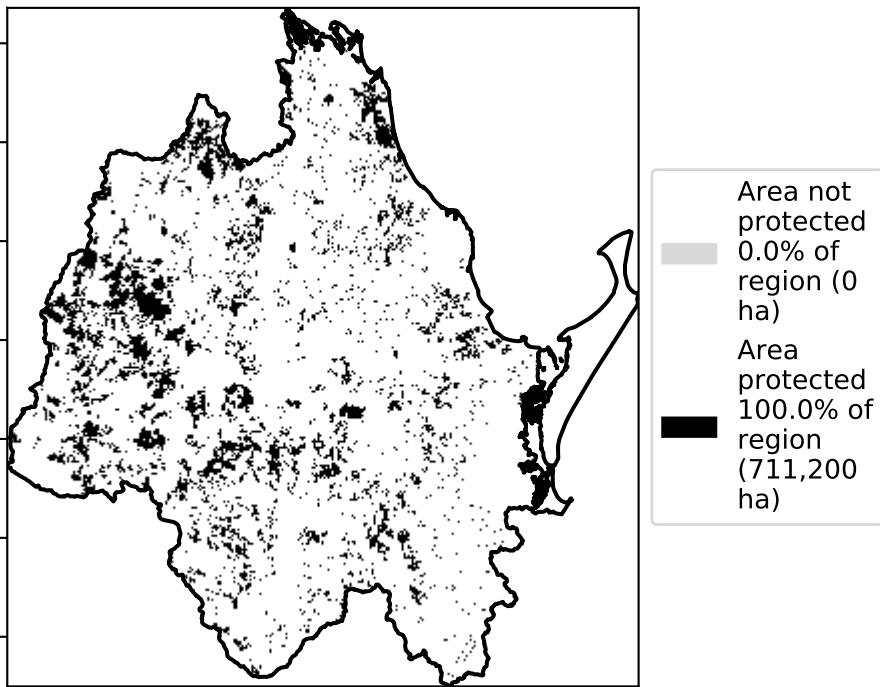 Area not
protected
0.0% of
region (0
ha)
Area
protected
100.0% of
region
(711,200
ha)